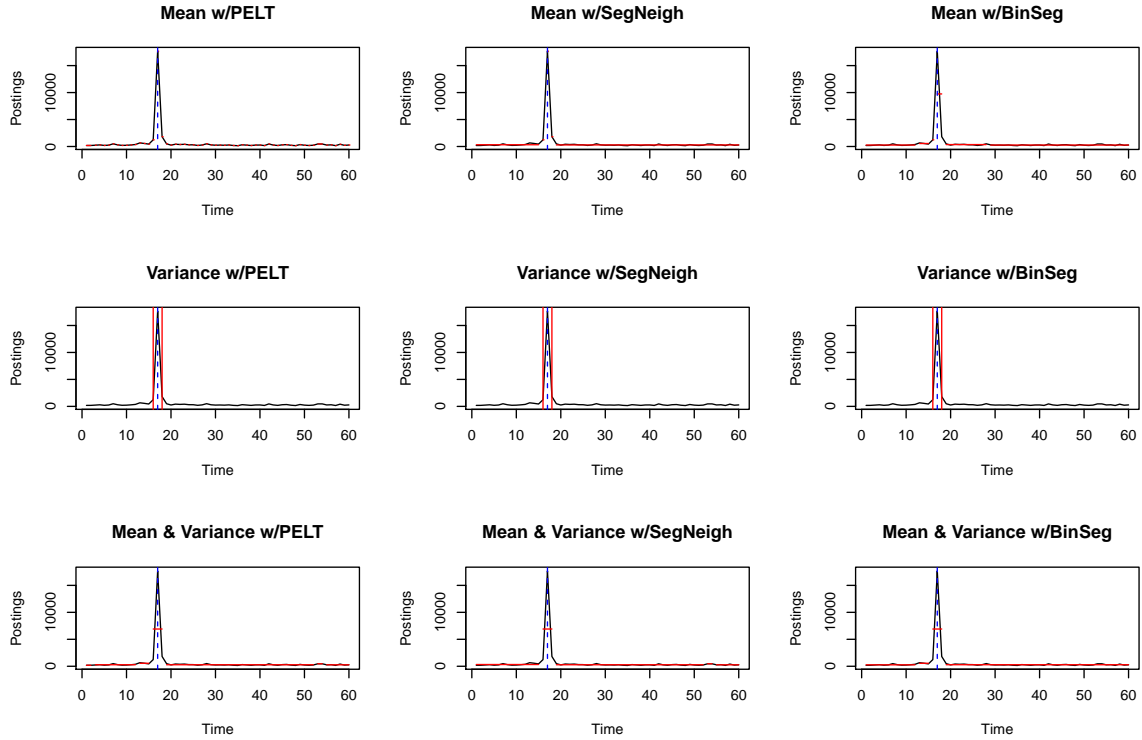 Mean w/PELT
Postings
0
10000
0 10 20 30 40 50 60
Time
Mean w/SegNeigh
Postings
0
10000
0 10 20 30 40 50 60
Time
Mean w/BinSeg
Postings
0
10000
0 10 20 30 40 50 60
Time
Variance w/PELT
Postings
0
10000
0 10 20 30 40 50 60
Time
Variance w/SegNeigh
Postings
0
10000
0 10 20 30 40 50 60
Time
Variance w/BinSeg
Postings
0
10000
0 10 20 30 40 50 60
Time
Mean & Variance w/PELT
Postings
0
10000
0 10 20 30 40 50 60
Time
Mean & Variance w/SegNeigh
Postings
0
10000
0 10 20 30 40 50 60
Time
Mean & Variance w/BinSeg
Postings
0
10000
0 10 20 30 40 50 60
Time